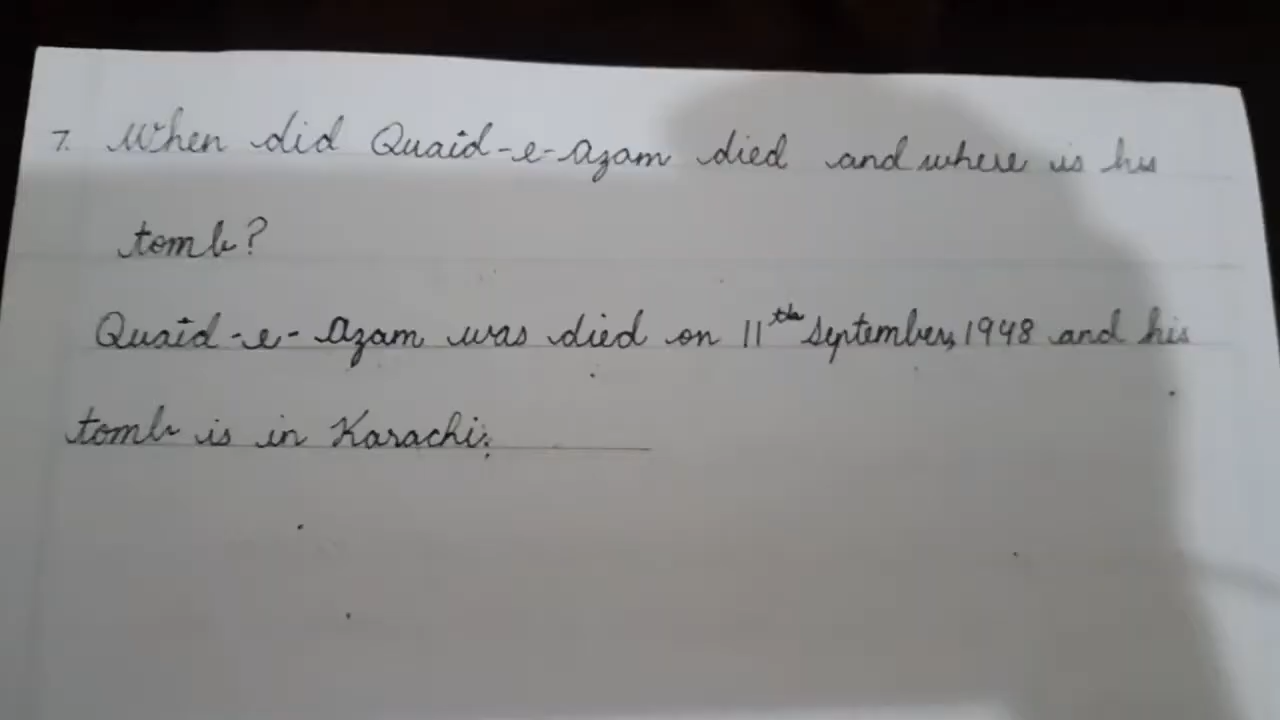 7. When did Quaid-e-Azam died and where is his
tomb?
Quaid-e-Azam was died on 11th September, 1948 and his
tomb is in Karachi.